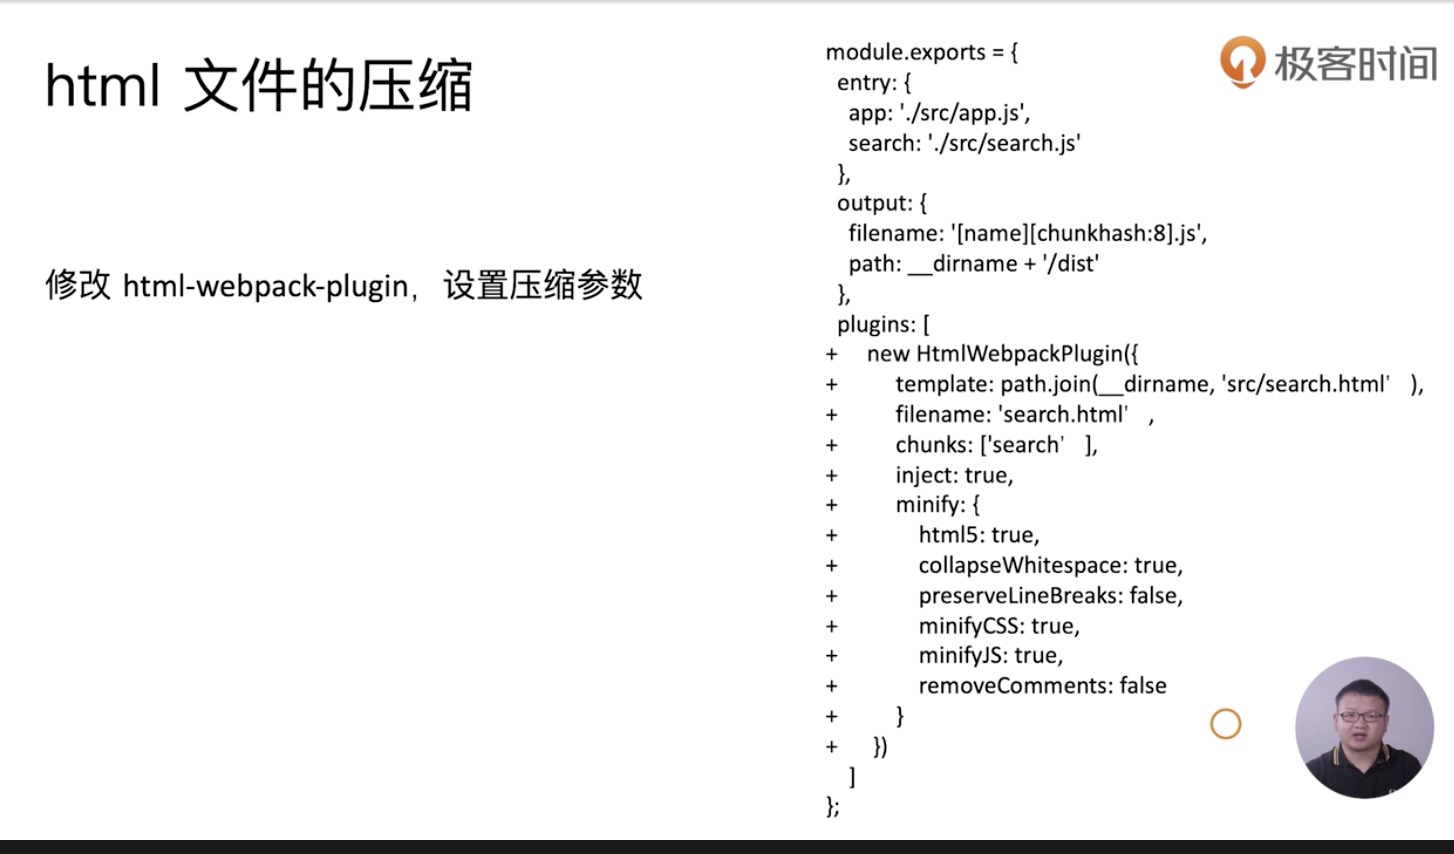 html 文件的压缩
极客时间
修改 html-webpack-plugin，设置压缩参数
module.exports = {
entry: {
app: './src/app.js',
search: './src/search.js'
},
output: {
filename: '[name][chunkhash:8].js',
path: __dirname + '/dist'
},
plugins: [
+ new HtmlWebpackPlugin({
+ template: path.join(__dirname, 'src/search.html’ ),
+ filename: 'search.html’ ,
+ chunks: ['search’ ],
+ inject: true,
+ minify: {
+ html5: true,
+ collapseWhitespace: true,
+ preserveLineBreaks: false,
+ minifyCSS: true,
+ minifyJS: true,
+ removeComments: false
+ }
+ })
]
};